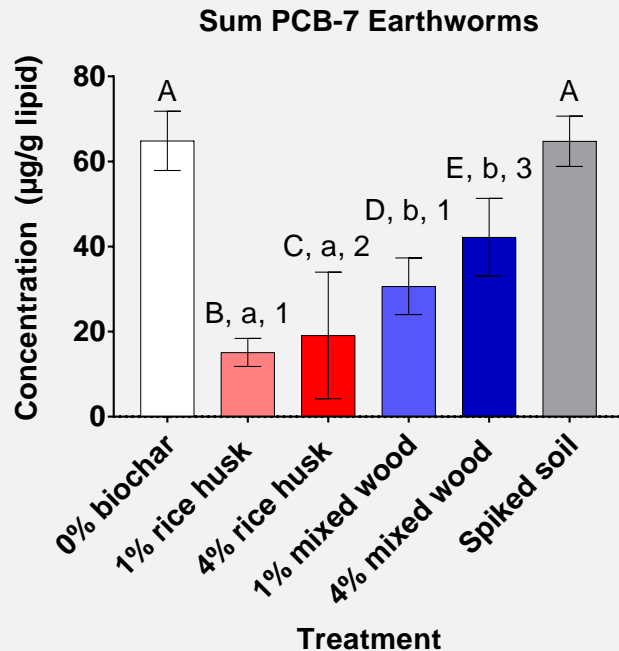 Sum PCB-7 Earthworms
Concentration (µg/g lipid)
80
60
40
20
0
A
B, a, 1
C, a, 2
D, b, 1
E, b, 3
A
0% biochar
1% rice husk
4% rice husk
1% mixed wood
4% mixed wood
Spiked soil
Treatment